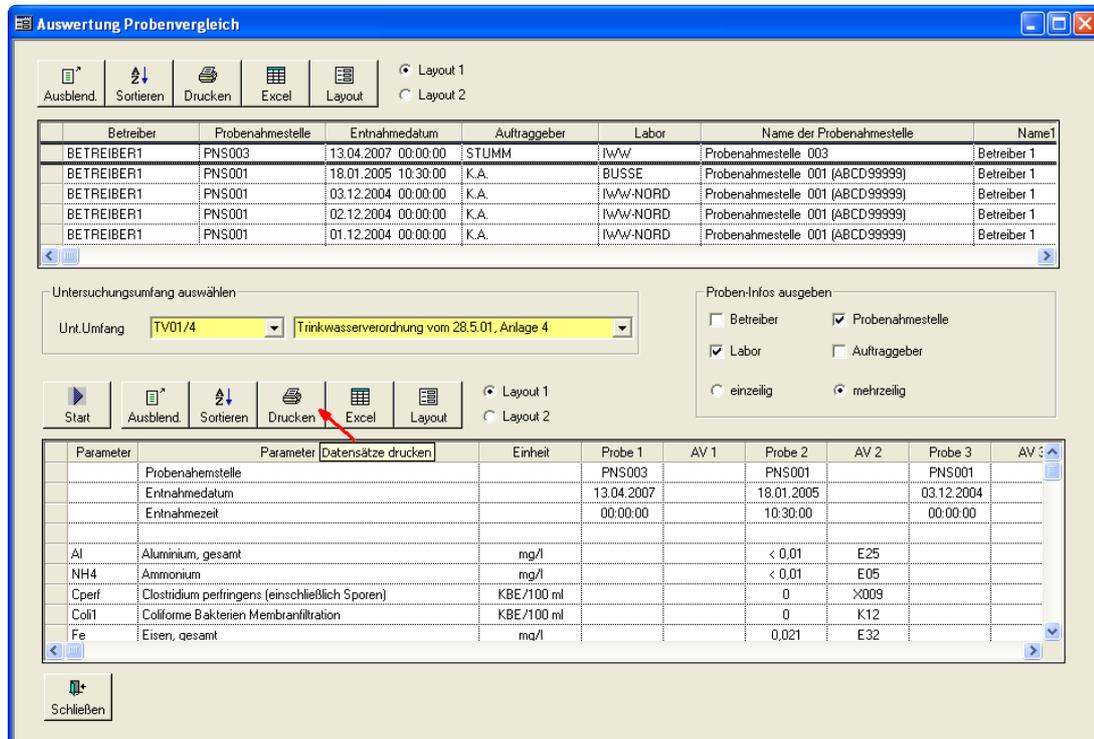 Auswertung Probenvergleich
Layout 1
Layout 2
Ausblend. Sortieren Drucken Excel Layout
Betreiber Probenahmestelle Entnahmedatum Auftraggeber Labor Name der Probenahmestelle Name1
BETREIBER1 PNS003 13.04.2007 00:00:00 STUMM IWW Probenahmestelle 003 Betreiber 1
BETREIBER1 PNS001 18.01.2005 10:30:00 K.A. BUSSE Probenahmestelle 001 (ABCD99999) Betreiber 1
BETREIBER1 PNS001 03.12.2004 00:00:00 K.A. IWW-NORD Probenahmestelle 001 (ABCD99999) Betreiber 1
BETREIBER1 PNS001 02.12.2004 00:00:00 K.A. IWW-NORD Probenahmestelle 001 (ABCD99999) Betreiber 1
BETREIBER1 PNS001 01.12.2004 00:00:00 K.A. IWW-NORD Probenahmestelle 001 (ABCD99999) Betreiber 1
Untersuchungsumfang auswählen
Unt.Umfang TV01/4 Trinkwasserverordnung vom 28.5.01, Anlage 4
Proben-Infos ausgeben
Betreiber Probenahmestelle
Labor Auftraggeber
einzeilig mehrzeilig
Layout 1
Layout 2
Start Ausblend. Sortieren Drucken Excel Layout
Parameter Parameter Datensätze drucken Einheit Probe 1 AV 1 Probe 2 AV 2 Probe 3 AV 3
Probenahemstelle PNS003 PNS001 PNS001
Entnahmedatum 13.04.2007 18.01.2005 03.12.2004
Entnahmezeit 00:00:00 10:30:00 00:00:00
Al Aluminium, gesamt mg/l < 0,01 E25
NH4 Ammonium mg/l < 0,01 E05
Cperf Clostridium perfringens (einschließlich Sporen) KBE/100 ml 0 X009
Coli1 Coliforme Bakterien Membranfiltration KBE/100 ml 0 K12
Fe Eisen, gesamt mg/l 0,021 E32
Schließen